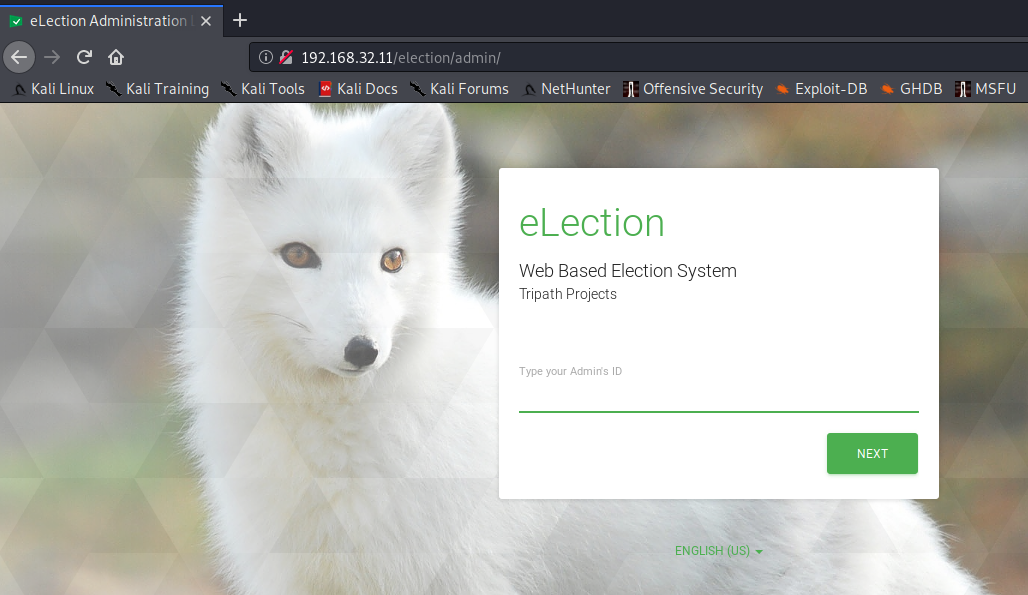 eLection Administration
192.168.32.11/election/admin/
Kali Linux Kali Training Kali Tools Kali Docs Kali Forums NetHunter Offensive Security Exploit-DB GHDB MSFU
eLection
Web Based Election System
Tripath Projects
Type your Admin's ID
NEXT
ENGLISH (US)